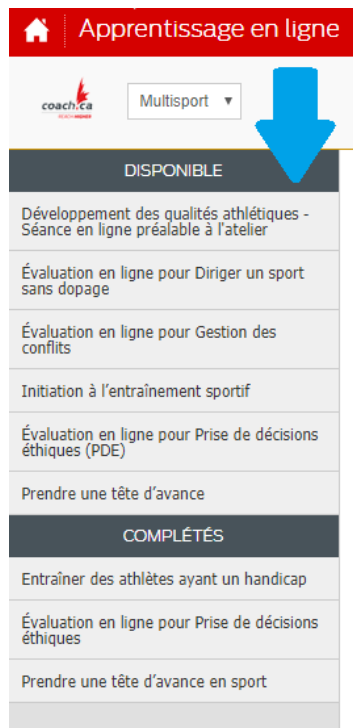 Apprentissage en ligne
coach.ca
Multisport
DISPONIBLE
Développement des qualités athlétiques -
Séance en ligne préalable à l'atelier
Évaluation en ligne pour Diriger un sport
sans dopage
Évaluation en ligne pour Gestion des
conflits
Initiation à l’entraînement sportif
Évaluation en ligne pour Prise de décisions
éthiques (PDE)
Prendre une tête d’avance
COMPLÉTÉS
Entraîner des athlètes ayant un handicap
Évaluation en ligne pour Prise de décisions
éthiques
Prendre une tête d’avance en sport